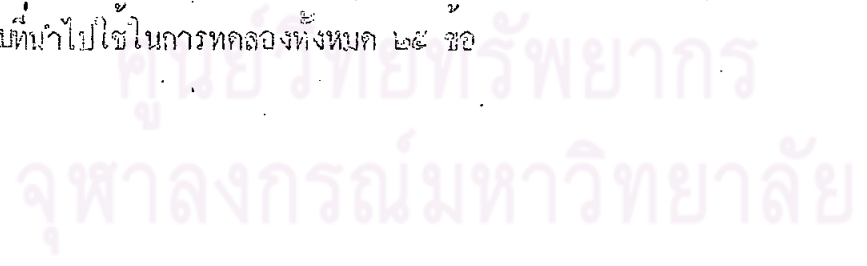 บที่นำไปใช้ในการทดลองทั้งหมด ๒๕ ข้อ
ศูนย์วิทยทรัพยากร
จุฬาลงกรณ์มหาวิทยาลัย